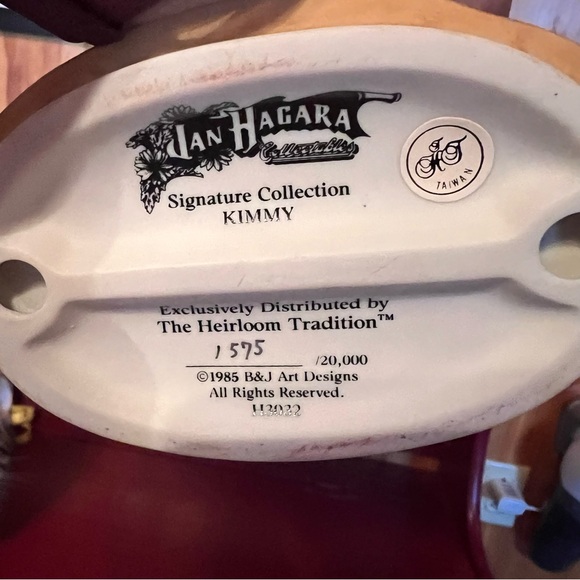 JAN HAGARA
Collectables
Signature Collection
KIMMY
HT
TAIWAN
Exclusively Distributed by
The Heirloom Tradition™
1575 /20,000
©1985 B&J Art Designs
All Rights Reserved.
H3022